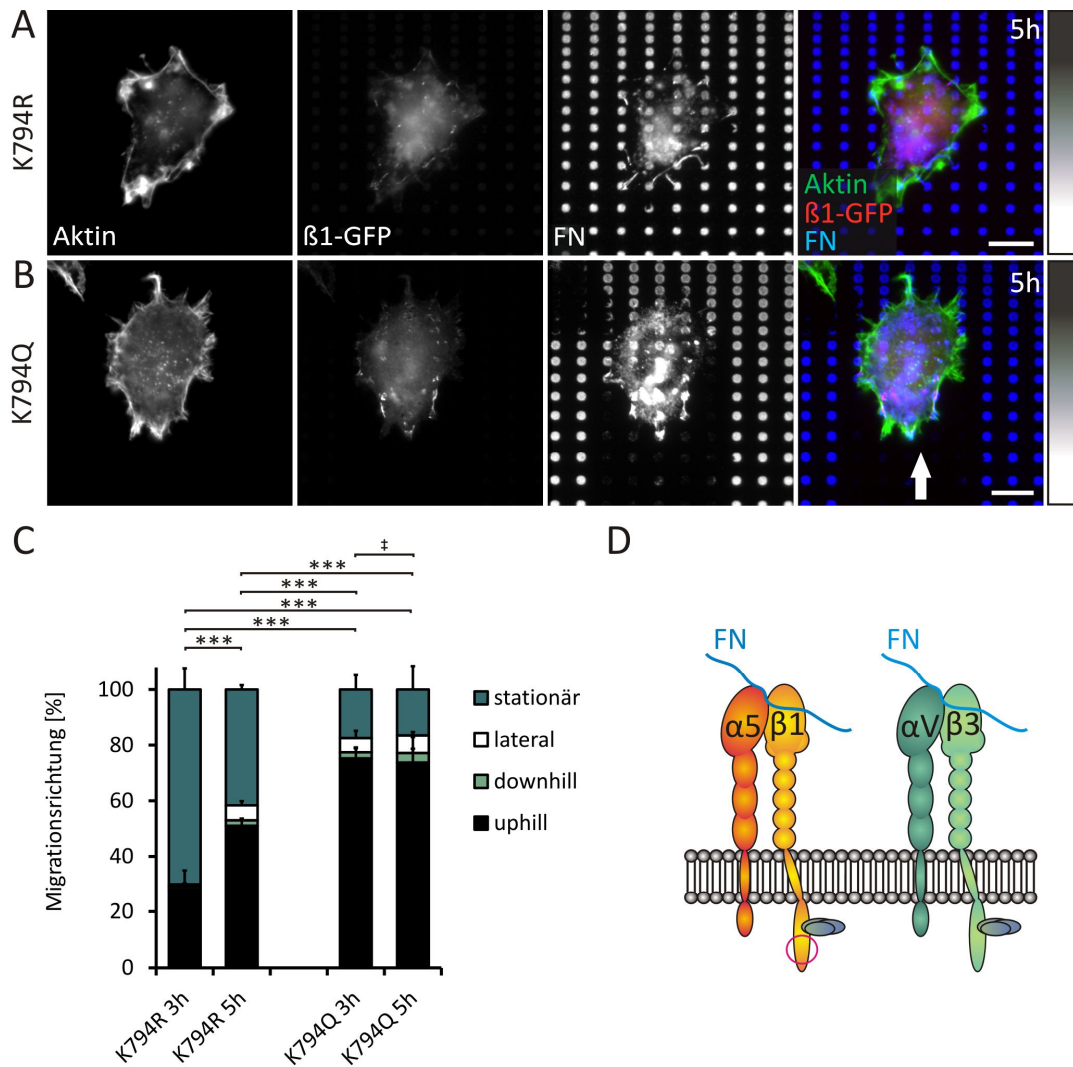 A
K794R
Aktin
ß1-GFP
FN
5h
Aktin
ß1-GFP
FN
B
K794Q
5h
C
‡
***
***
***
***
***
Migrationsrichtung [%]
100
80
60
40
20
0
stationär
lateral
downhill
uphill
K794R 3h
K794R 5h
K794Q 3h
K794Q 5h
D
FN
FN
α5
β1
αV
β3